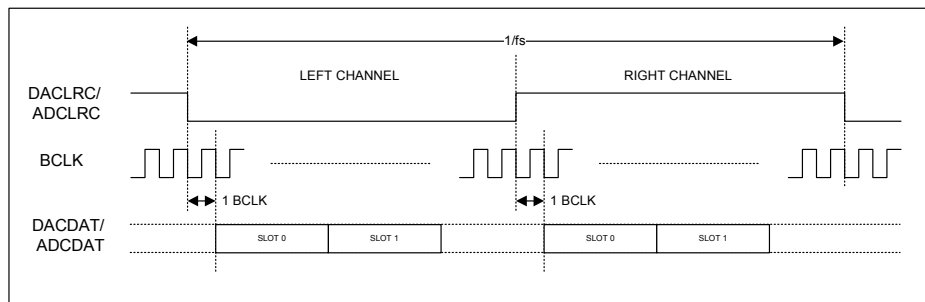 1/fs
LEFT CHANNEL
RIGHT CHANNEL
DACLRC/
ADCLRC
BCLK
1 BCLK
1 BCLK
DACDAT/
ADCDAT
SLOT 0
SLOT 1
SLOT 0
SLOT 1